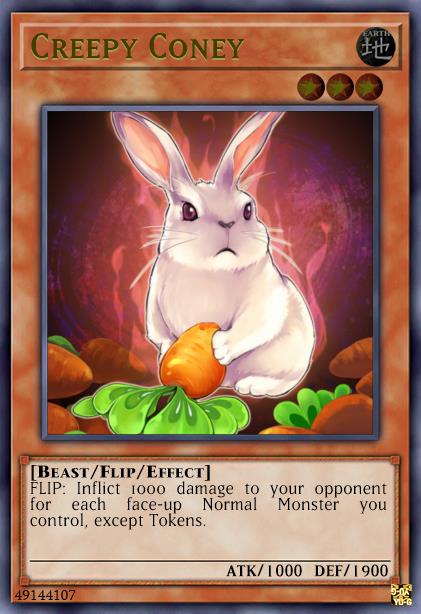 CREEPY CONEY
EARTH
地
[BEAST/FLIP/EFFECT]
FLIP: Inflict 1000 damage to your opponent
for each face-up Normal Monster you
control, except Tokens.
ATK/1000 DEF/1900
49144107